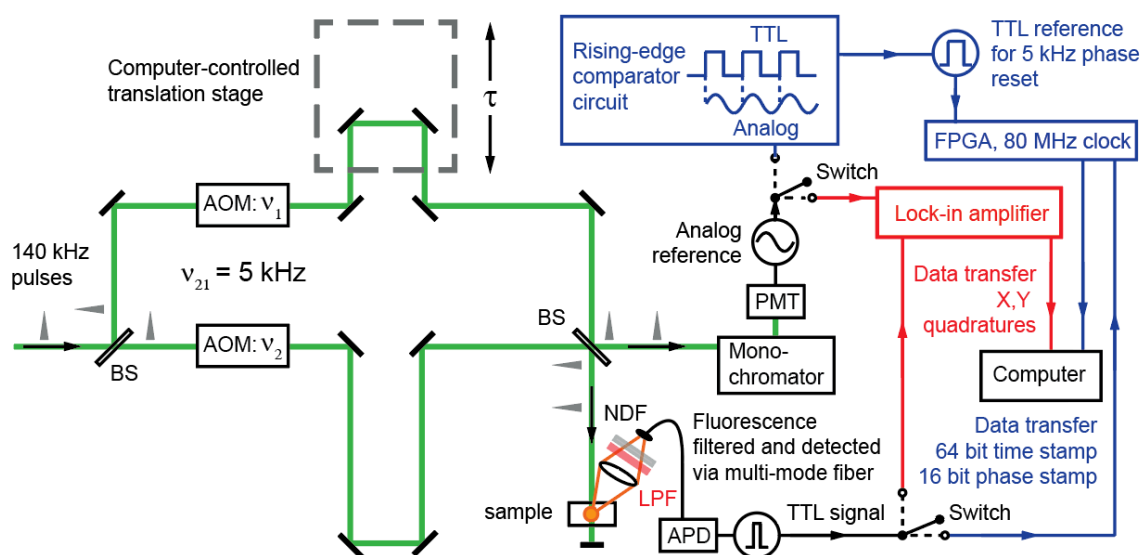 Computer-controlled
translation stage
τ
Rising-edge
comparator
circuit
TTL
Analog
TTL reference
for 5 kHz phase
reset
FPGA, 80 MHz clock
Switch
AOM: ν1
Lock-in amplifier
140 kHz
pulses
ν21 = 5 kHz
Analog
reference
Data transfer
X,Y
quadratures
PMT
BS
AOM: ν2
BS
Mono-
chromator
Computer
NDF
Fluorescence
filtered and detected
via multi-mode fiber
LPF
Data transfer
64 bit time stamp
16 bit phase stamp
sample
APD
TTL signal
Switch